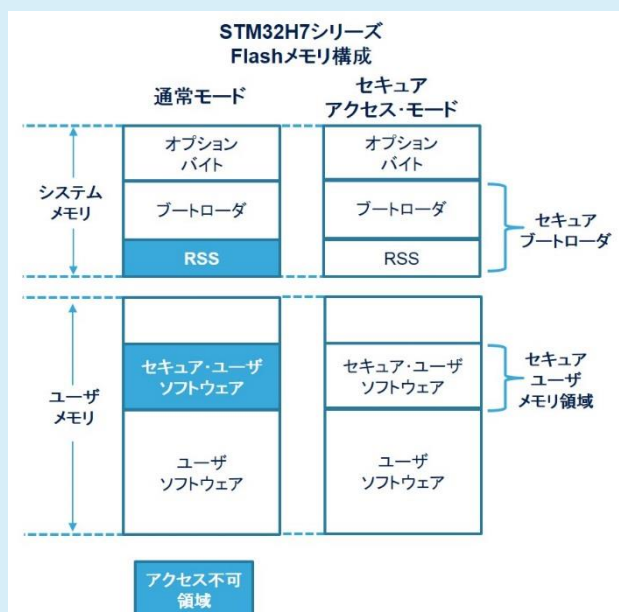 STM32H7シリーズ
Flashメモリ構成
通常モード
セキュア
アクセス・モード
システム
メモリ
オプション
バイト
ブートローダ
RSS
オプション
バイト
ブートローダ
RSS
セキュア
ブートローダ
ユーザ
メモリ
セキュア・ユーザ
ソフトウェア
ユーザ
ソフトウェア
セキュア・ユーザ
ソフトウェア
ユーザ
ソフトウェア
セキュア
ユーザ
メモリ領域
アクセス不可
領域